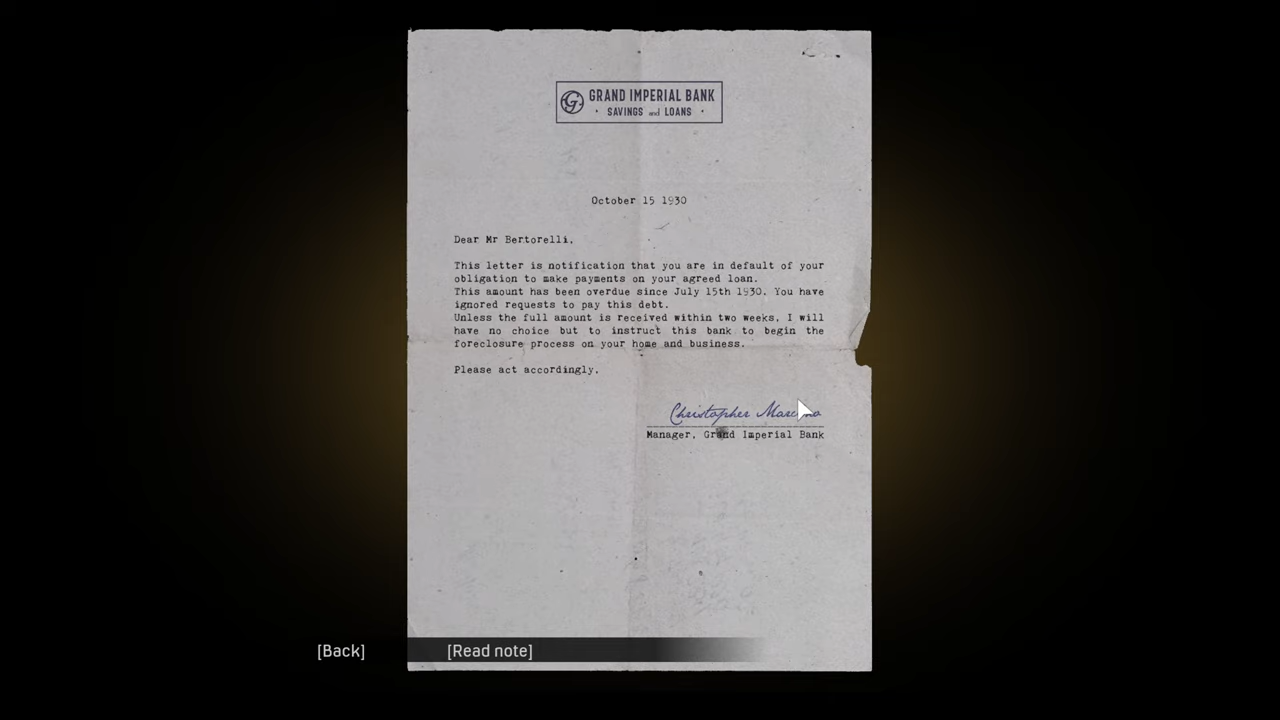 GRAND IMPERIAL BANK
· SAVINGS and LOANS ·
October 15 1930
Dear Mr Bertorelli,
This letter is notification that you are in default of your
obligation to make payments on your agreed loan.
This amount has been overdue since July 15th 1930. You have
ignored requests to pay this debt.
Unless the full amount is received within two weeks, I will
have no choice but to instruct this bank to begin the
foreclosure process on your home and business.
Please act accordingly,
Christopher
Manager, Grand Imperial Bank
[Back] [Read note]